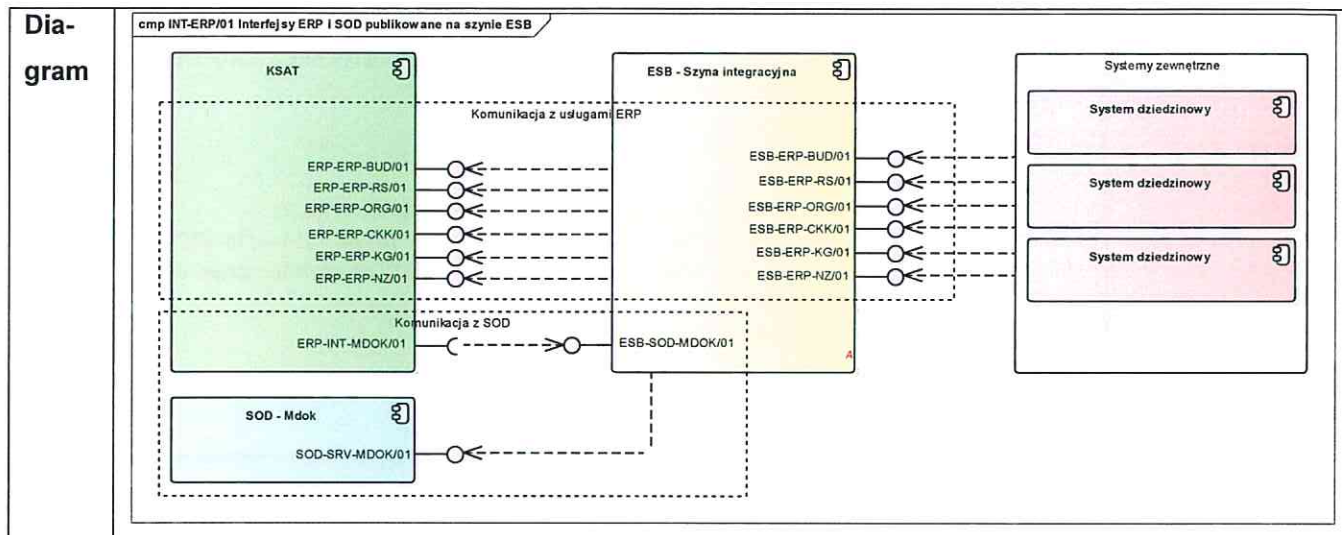 Dia-
gram
cmp INT-ERP/01 Interfejsy ERP i SOD publikowane na szynie ESB
KSAT
ESB - Szyna integracyjna
Systemy zewnętrzne
System dziedzinowy
System dziedzinowy
System dziedzinowy
Komunikacja z usługami ERP
ERP-ERP-BUD/01
ERP-ERP-RS/01
ERP-ERP-ORG/01
ERP-ERP-CKK/01
ERP-ERP-KG/01
ERP-ERP-NZ/01
ESB-ERP-BUD/01
ESB-ERP-RS/01
ESB-ERP-ORG/01
ESB-ERP-CKK/01
ESB-ERP-KG/01
ESB-ERP-NZ/01
Komunikacja z SOD
ERP-INT-MDOK/01
ESB-SOD-MDOK/01
A
SOD - Mdok
SOD-SRV-MDOK/01